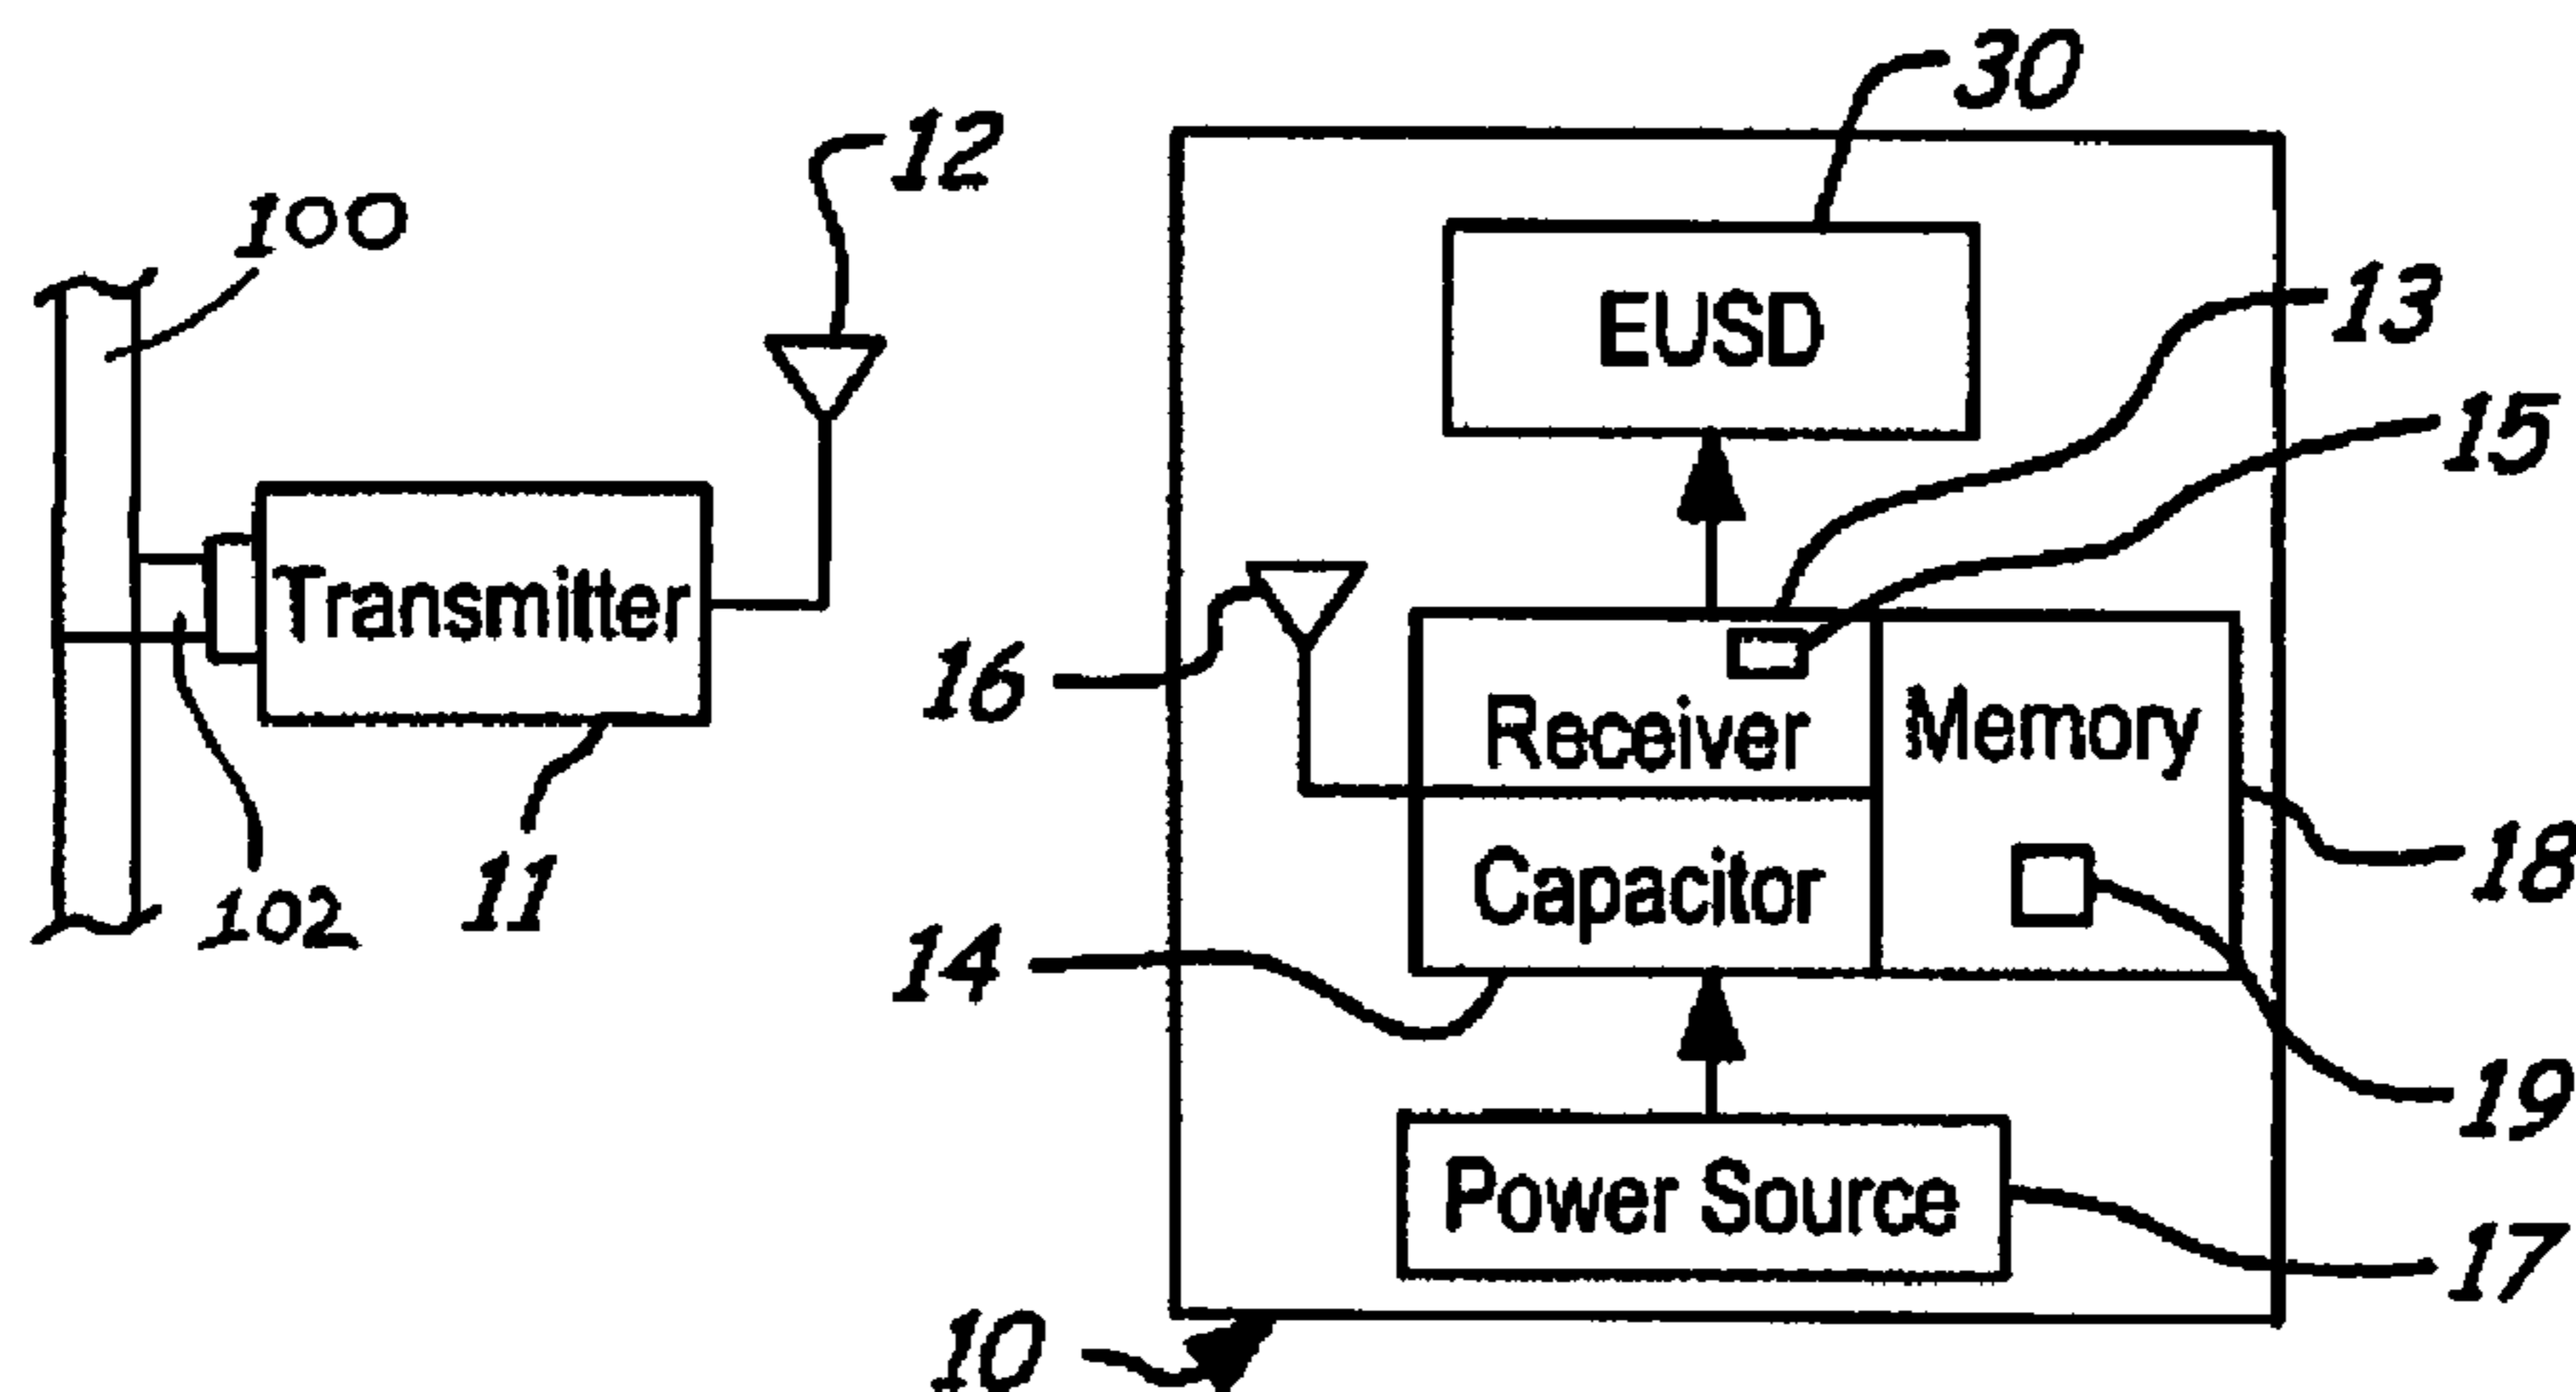 30
12
100
EUSD
13
15
Transmitter
16
Receiver
Memory
Capacitor
18
11
102
14
19
Power Source
17
10